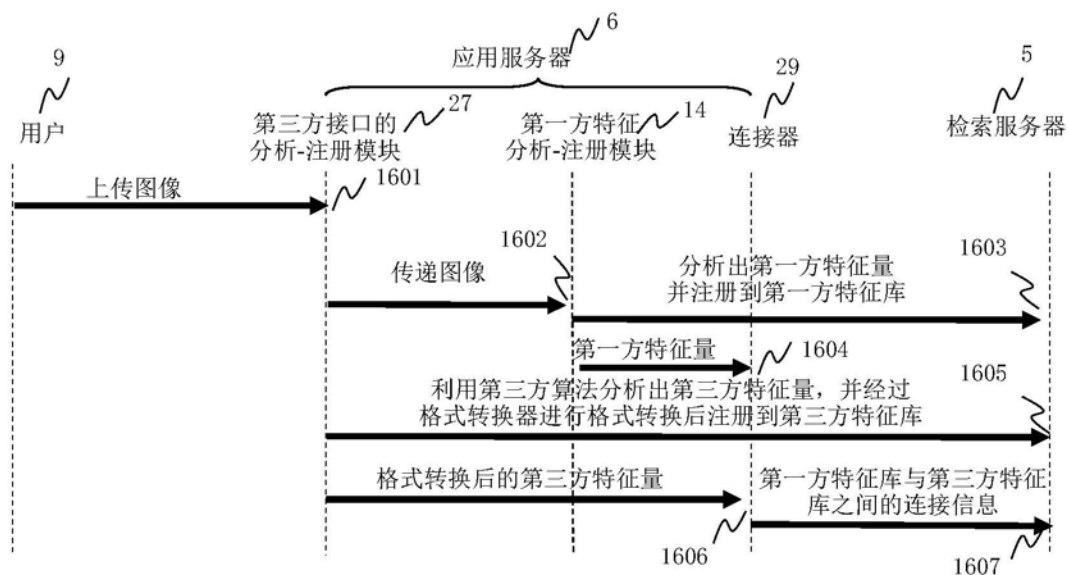 6
应用服务器
9
29
5
用户
第三方接口的
分析-注册模块
27
第一方特征
分析-注册模块
14
连接器
检索服务器
上传图像
1601
传递图像
1602
分析出第一方特征量
并注册到第一方特征库
1603
第一方特征量
1604
利用第三方算法分析出第三方特征量，并经过
格式转换器进行格式转换后注册到第三方特征库
1605
格式转换后的第三方特征量
第一方特征库与第三方特征
库之间的连接信息
1606
1607